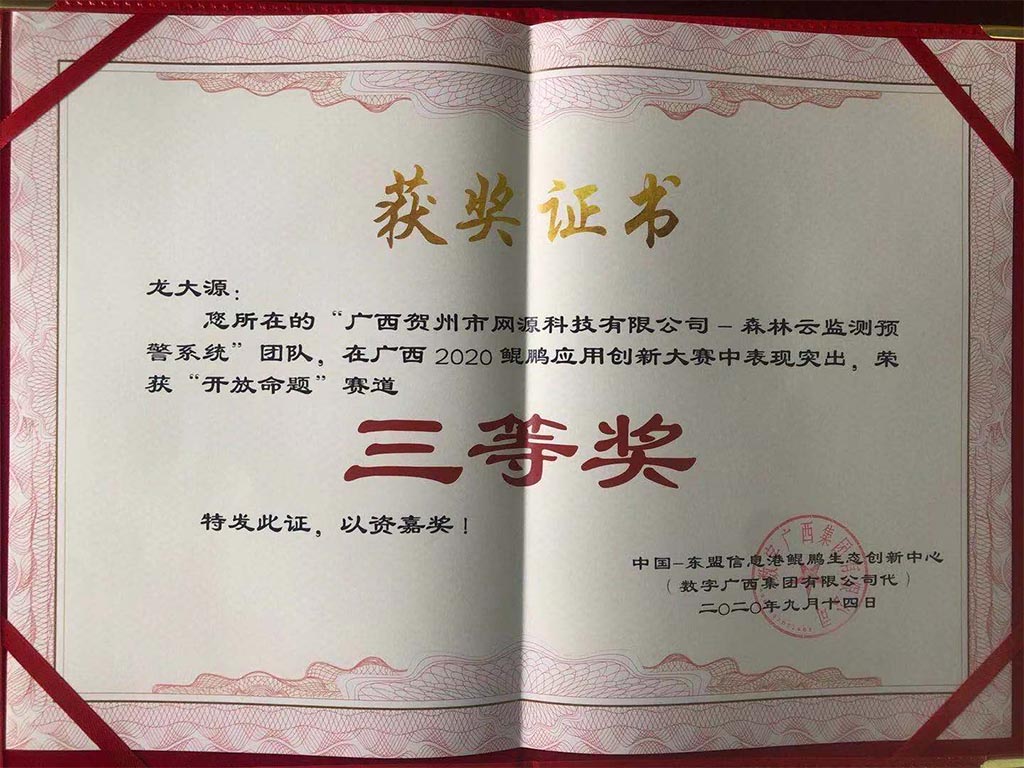 获奖证书
龙大源：
您所在的“广西贺州市网源科技有限公司－森林云监测预
警系统”团队，在广西2020鲲鹏应用创新大赛中表现突出，荣
获“开放命题”赛道
三等奖
特发此证，以资嘉奖！
中国－东盟信息港鲲鹏生态创新中心
（数字广西集团有限公司代）
二〇二〇年九月十四日